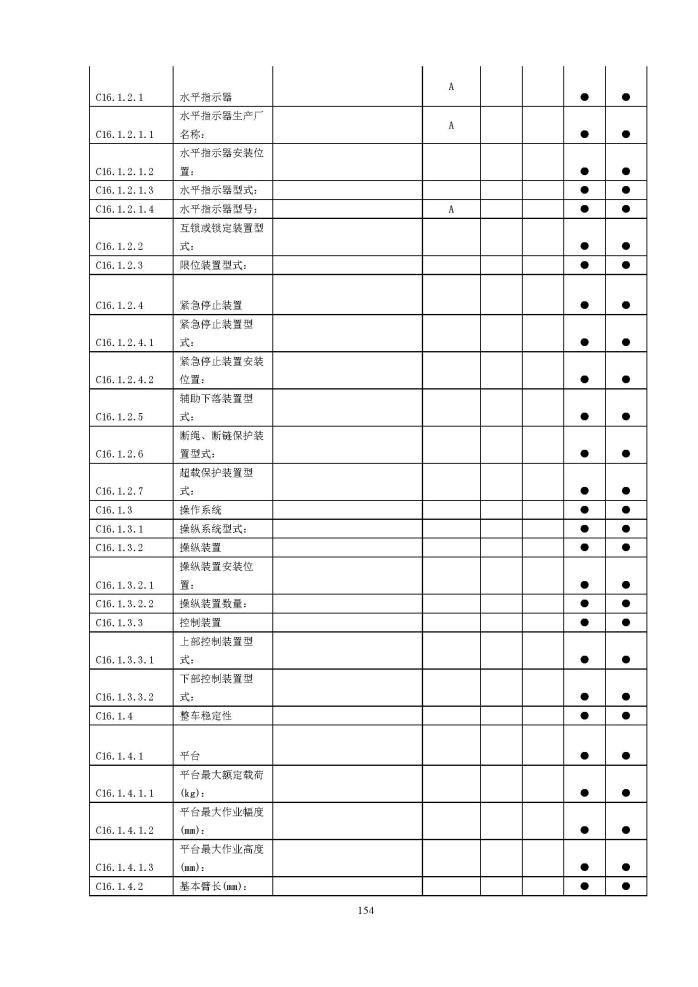 C16.1.2.1 水平指示器 A ● ●
水平指示器生产厂
C16.1.2.1.1 名称: A ● ●
水平指示器安装位
C16.1.2.1.2 置: ● ●
C16.1.2.1.3 水平指示器型式: ● ●
C16.1.2.1.4 水平指示器型号: A ● ●
互锁或锁定装置型
C16.1.2.2 式: ● ●
C16.1.2.3 限位装置型式: ● ●
C16.1.2.4 紧急停止装置 ● ●
紧急停止装置型
C16.1.2.4.1 式: ● ●
紧急停止装置安装
C16.1.2.4.2 位置: ● ●
辅助下落装置型
C16.1.2.5 式: ● ●
断绳、断链保护装
C16.1.2.6 置型式: ● ●
超载保护装置型
C16.1.2.7 式: ● ●
C16.1.3 操作系统 ● ●
C16.1.3.1 操纵系统型式: ● ●
C16.1.3.2 操纵装置 ● ●
操纵装置安装位
C16.1.3.2.1 置: ● ●
C16.1.3.2.2 操纵装置数量: ● ●
C16.1.3.3 控制装置 ● ●
上部控制装置型
C16.1.3.3.1 式: ● ●
下部控制装置型
C16.1.3.3.2 式: ● ●
C16.1.4 整车稳定性 ● ●
C16.1.4.1 平台 ● ●
平台最大额定载荷
C16.1.4.1.1 (kg): ● ●
平台最大作业幅度
C16.1.4.1.2 (mm): ● ●
平台最大作业高度
C16.1.4.1.3 (mm): ● ●
C16.1.4.2 基本臂长(mm): ● ●
154